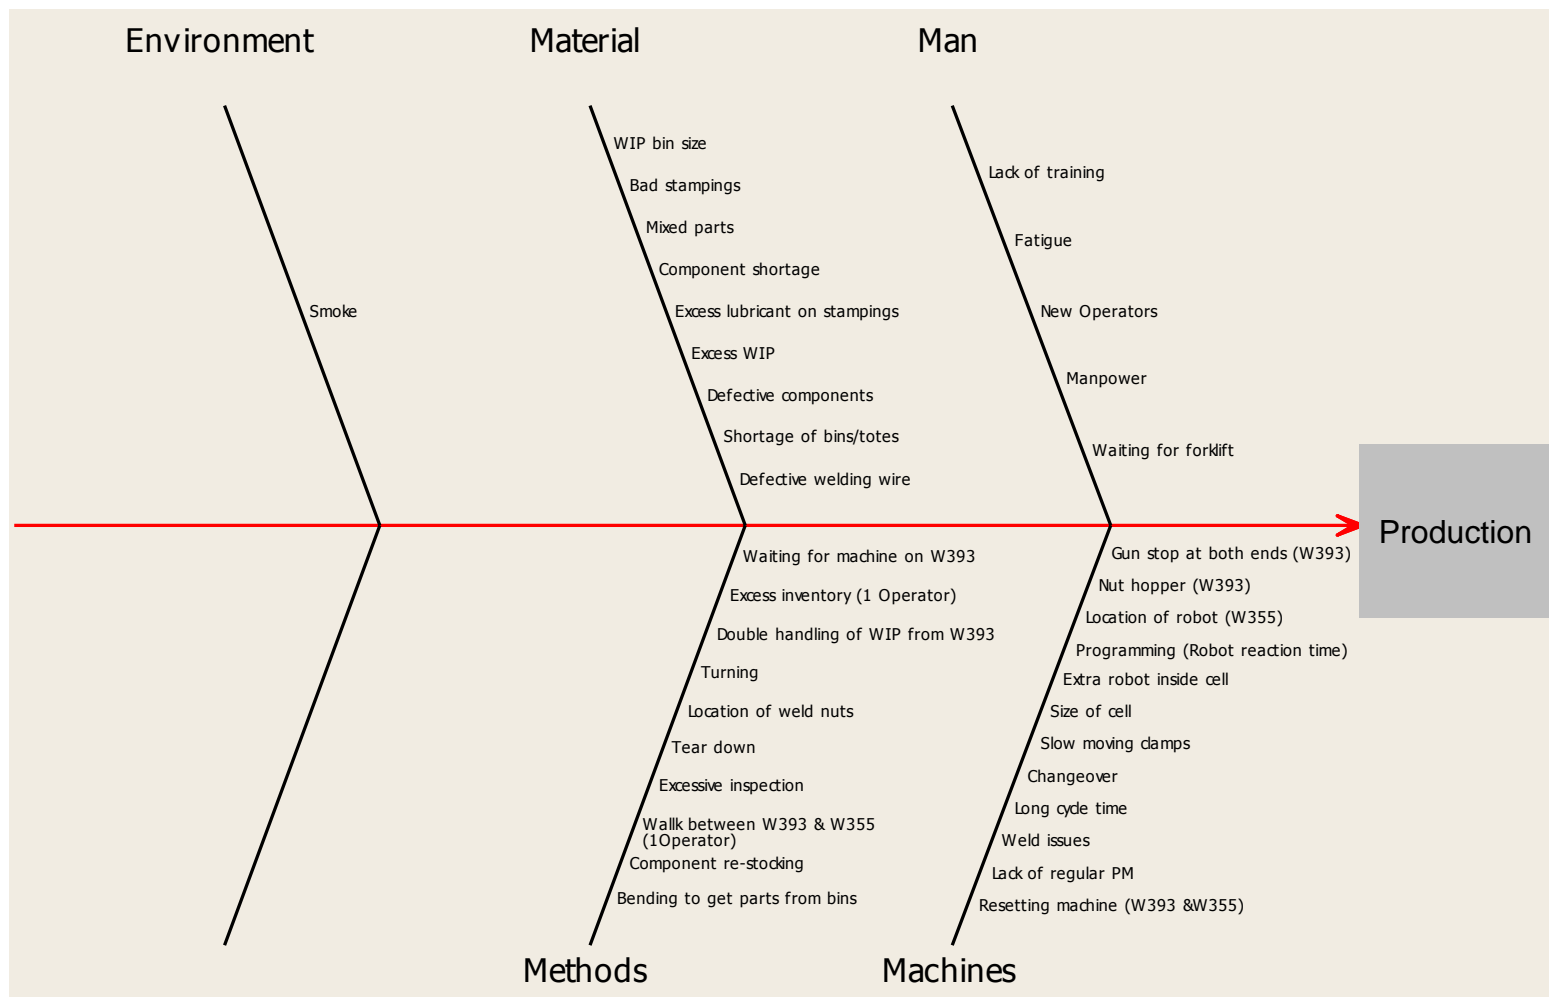 Environment
Material
Man
WIP bin size
Bad stampings
Mixed parts
Component shortage
Excess lubricant on stampings
Excess WIP
Defective components
Shortage of bins/totes
Defective welding wire
Lack of training
Fatigue
New Operators
Manpower
Waiting for forklift
Smoke
Production
Waiting for machine on W393
Excess inventory (1 Operator)
Double handling of WIP from W393
Turning
Location of weld nuts
Tear down
Excessive inspection
Wallk between W393 & W355
(1Operator)
Component re-stocking
Bending to get parts from bins
Gun stop at both ends (W393)
Nut hopper (W393)
Location of robot (W355)
Programming (Robot reaction time)
Extra robot inside cell
Size of cell
Slow moving clamps
Changeover
Long cycle time
Weld issues
Lack of regular PM
Resetting machine (W393 &W355)
Methods
Machines